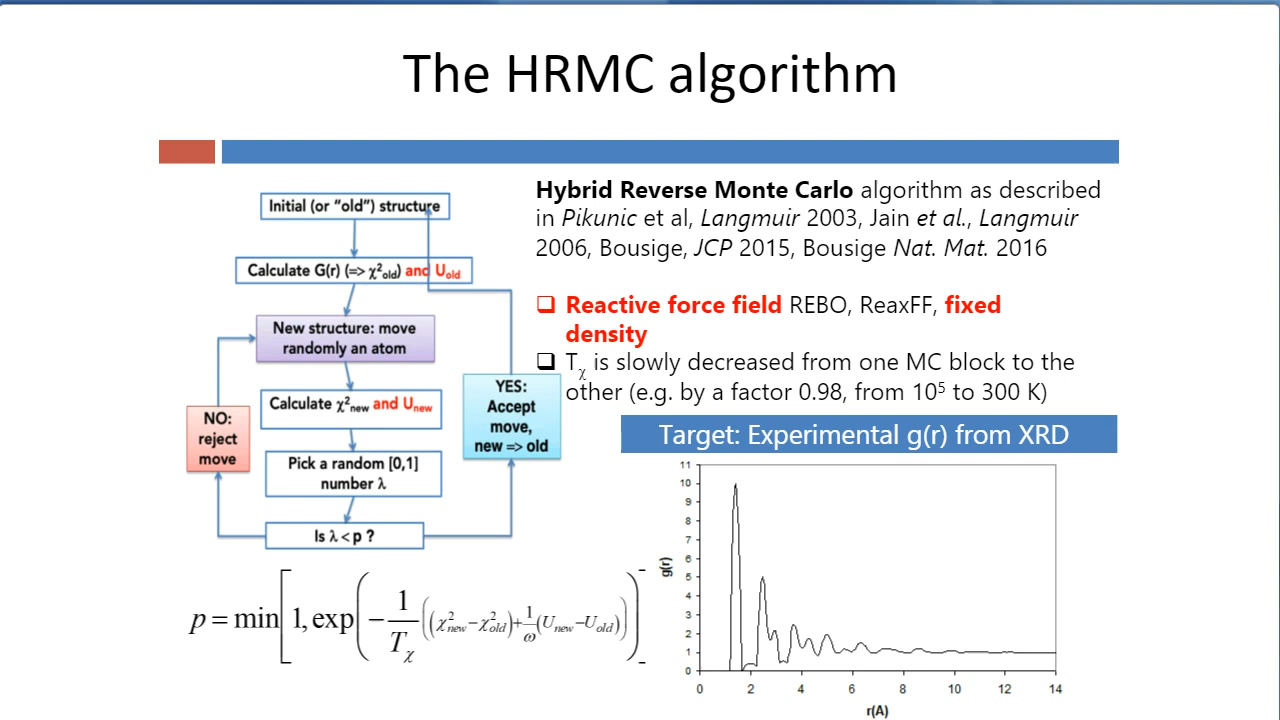 The HRMC algorithm
Initial (or “old”) structure
Calculate G(r) (=> χ²old) and Uold
New structure: move
randomly an atom
Calculate χ²new and Unew
Pick a random [0,1]
number λ
Is λ < p ?
NO:
reject
move
YES:
Accept
move,
new => old
p = min[1, exp(−1/Tχ ((χ²new−χ²old)+1/ω(Unew−Uold)))]
Hybrid Reverse Monte Carlo algorithm as described
in Pikunic et al, Langmuir 2003, Jain et al., Langmuir
2006, Bousige, JCP 2015, Bousige Nat. Mat. 2016
❑ Reactive force field REBO, ReaxFF, fixed
density
❑ Tχ is slowly decreased from one MC block to the
other (e.g. by a factor 0.98, from 10⁵ to 300 K)
Target: Experimental g(r) from XRD
11
10
9
8
7
6
5
4
3
2
1
0
g(r)
0 2 4 6 8 10 12 14
r(A)